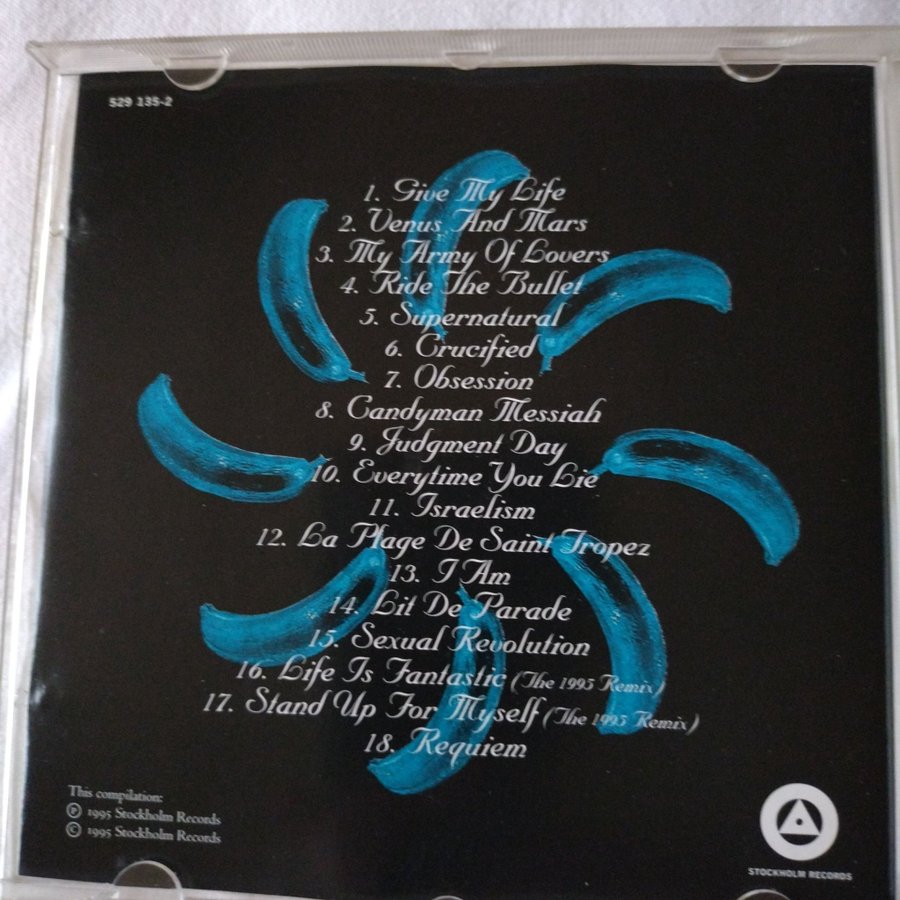 529 135-2
1. Give My Life
2. Venus And Mars
3. My Army Of Lovers
4. Ride The Bullet
5. Supernatural
6. Crucified
7. Obsession
8. Candyman Messiah
9. Judgment Day
10. Everytime You Lie
11. Israelism
12. La Plage De Saint Tropez
13. I Am
14. Lit De Parade
15. Sexual Revolution
16. Life Is Fantastic (The 1995 Remix)
17. Stand Up For Myself (The 1995 Remix)
18. Requiem
This compilation:
℗ 1995 Stockholm Records
© 1995 Stockholm Records
STOCKHOLM RECORDS